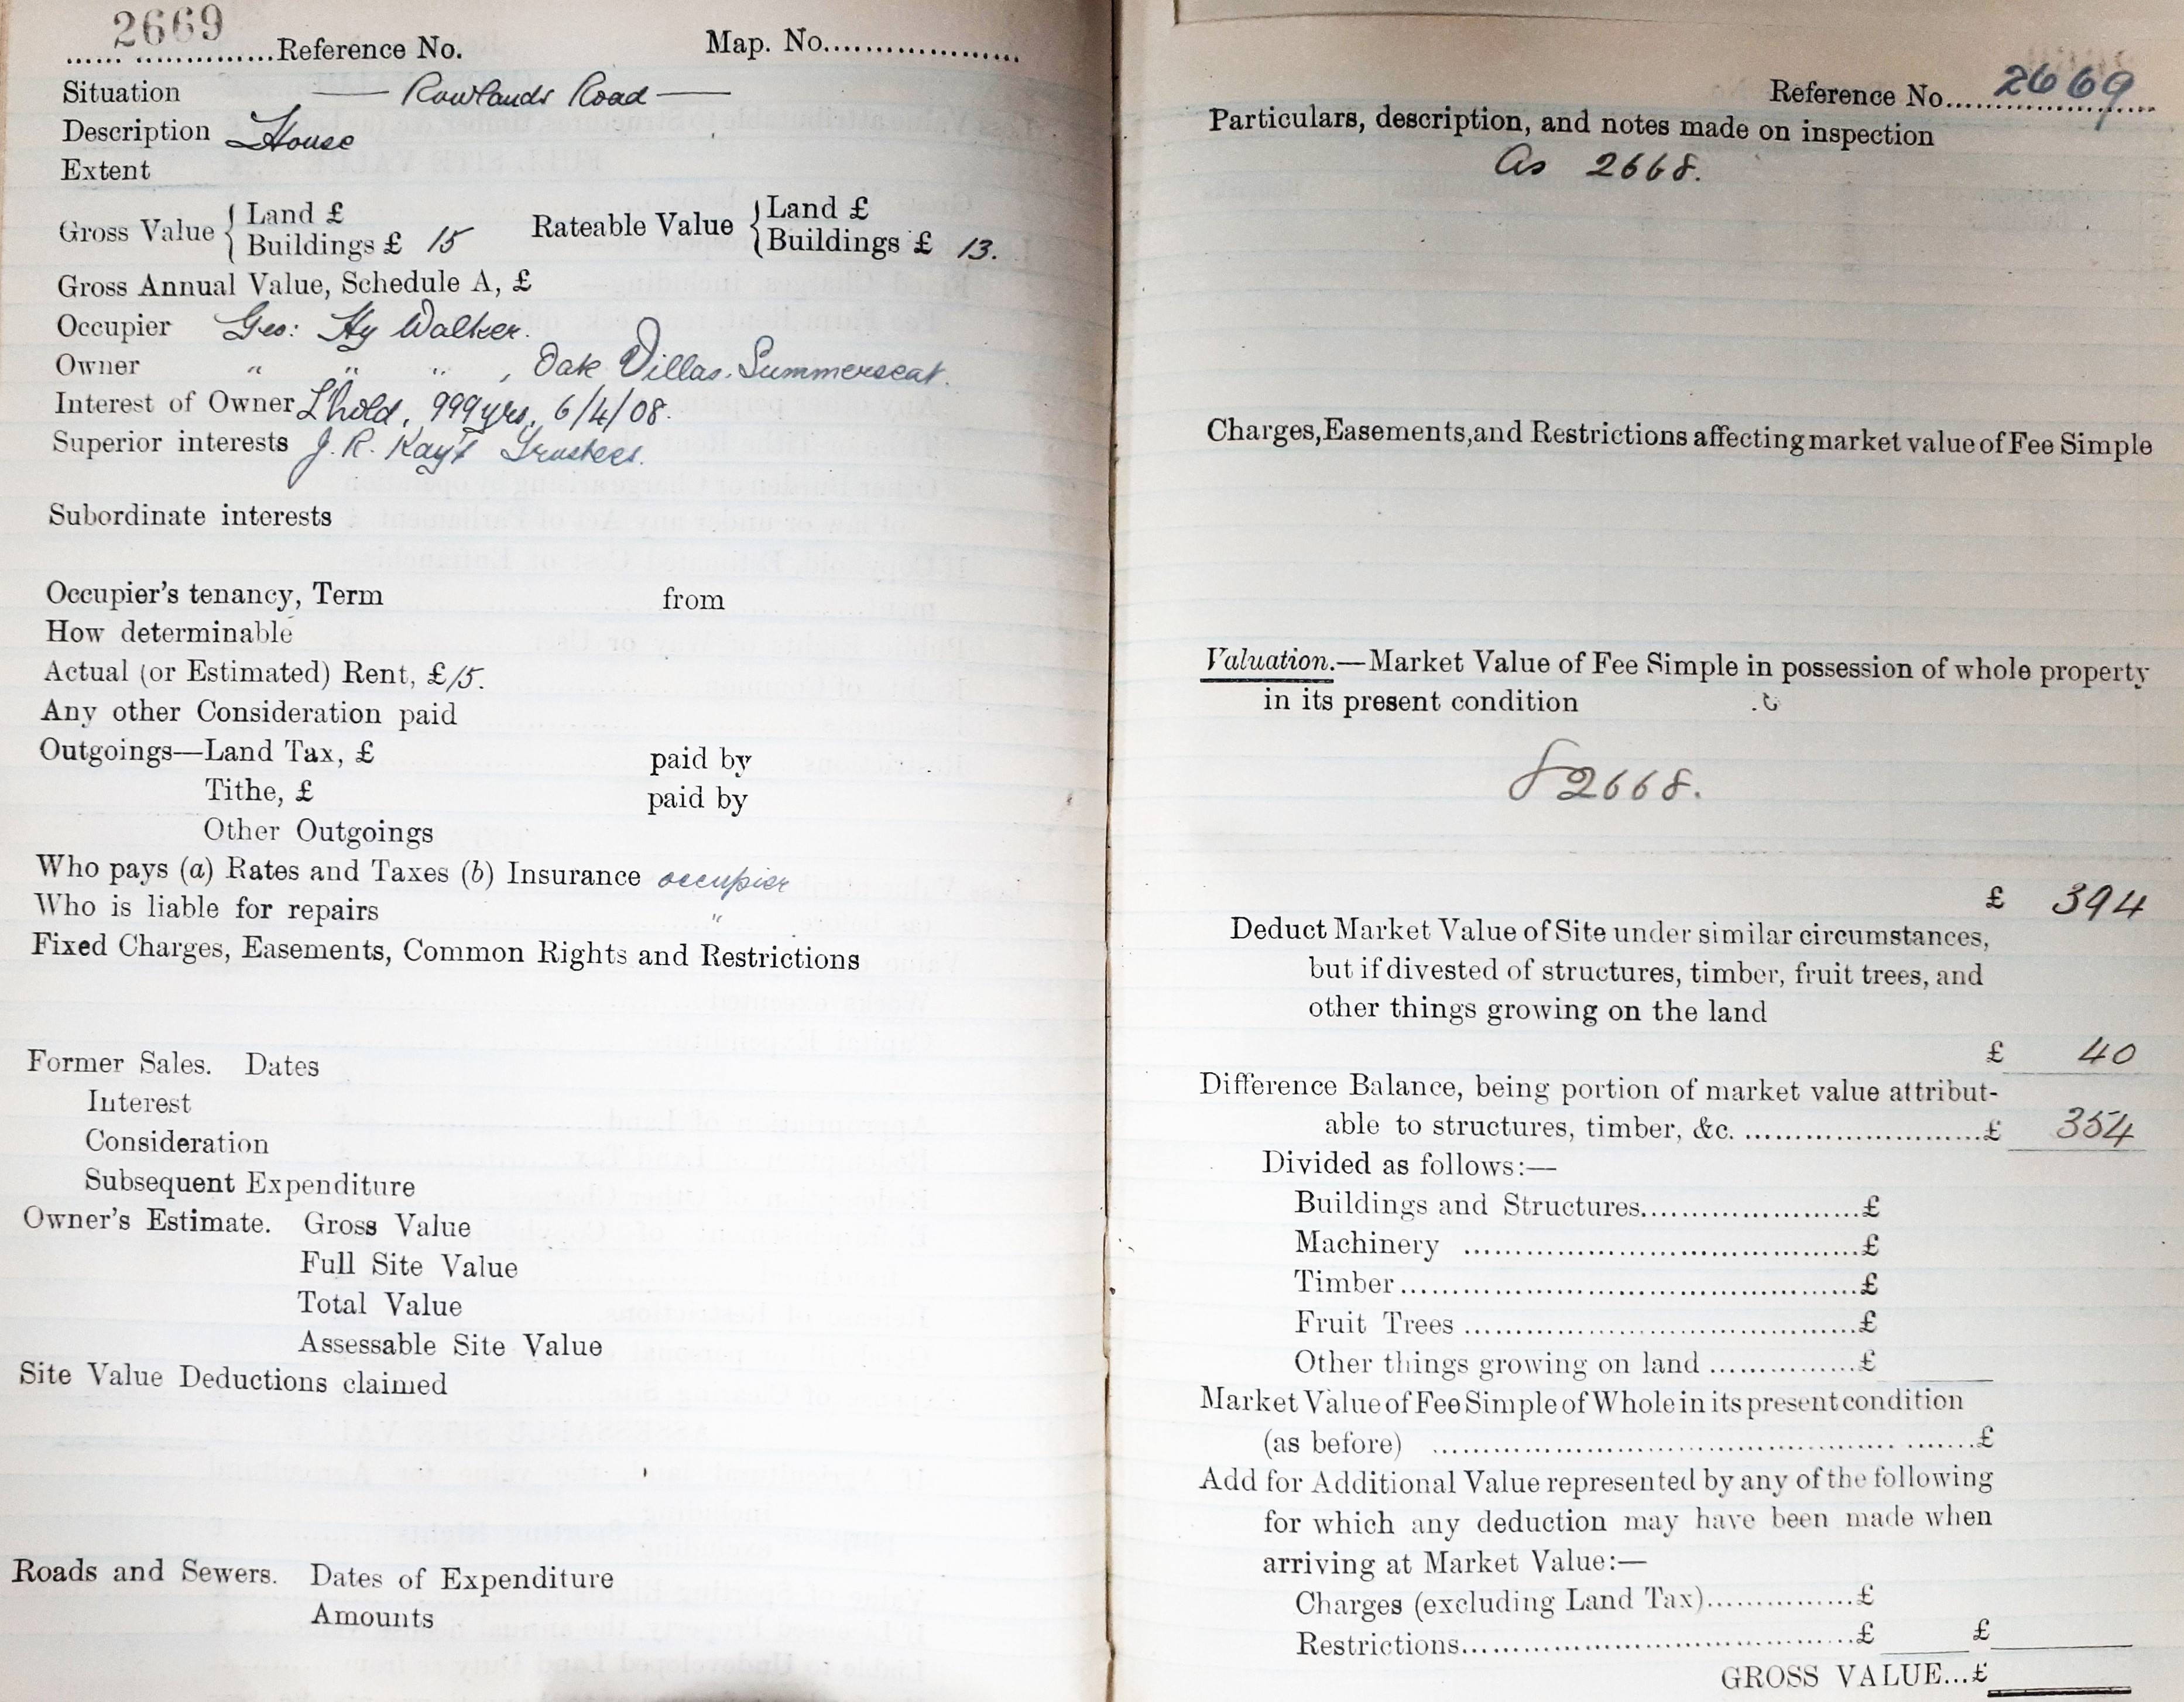 2669
Reference No.
Map. No.
Situation — Rowlands Road —
Description House
Extent
Gross Value { Land £
Buildings £ 15
Rateable Value { Land £
Buildings £ 13.
Gross Annual Value, Schedule A, £
Occupier Geo: Hy Walker.
Owner " " " , Oak Villas. Summerseat.
Interest of Owner L'hold, 999 yrs, 6/4/08.
Superior interests J. R. Kay's Trustees.
Subordinate interests
Occupier's tenancy, Term from
How determinable
Actual (or Estimated) Rent, £15.
Any other Consideration paid
Outgoings—Land Tax, £ paid by
Tithe, £ paid by
Other Outgoings
Who pays (a) Rates and Taxes (b) Insurance occupier
Who is liable for repairs "
Fixed Charges, Easements, Common Rights and Restrictions
Former Sales. Dates
Interest
Consideration
Subsequent Expenditure
Owner's Estimate. Gross Value
Full Site Value
Total Value
Assessable Site Value
Site Value Deductions claimed
Roads and Sewers. Dates of Expenditure
Amounts
Reference No. 2669
Particulars, description, and notes made on inspection
As 2668.
Charges, Easements, and Restrictions affecting market value of Fee Simple
Valuation.—Market Value of Fee Simple in possession of whole property
in its present condition
2668.
£ 394
Deduct Market Value of Site under similar circumstances,
but if divested of structures, timber, fruit trees, and
other things growing on the land
£ 40
Difference Balance, being portion of market value attribut-
able to structures, timber, &c. £ 354
Divided as follows:—
Buildings and Structures £
Machinery £
Timber £
Fruit Trees £
Other things growing on land £
Market Value of Fee Simple of Whole in its present condition
(as before) £
Add for Additional Value represented by any of the following
for which any deduction may have been made when
arriving at Market Value:—
Charges (excluding Land Tax) £
Restrictions £ £
GROSS VALUE...£